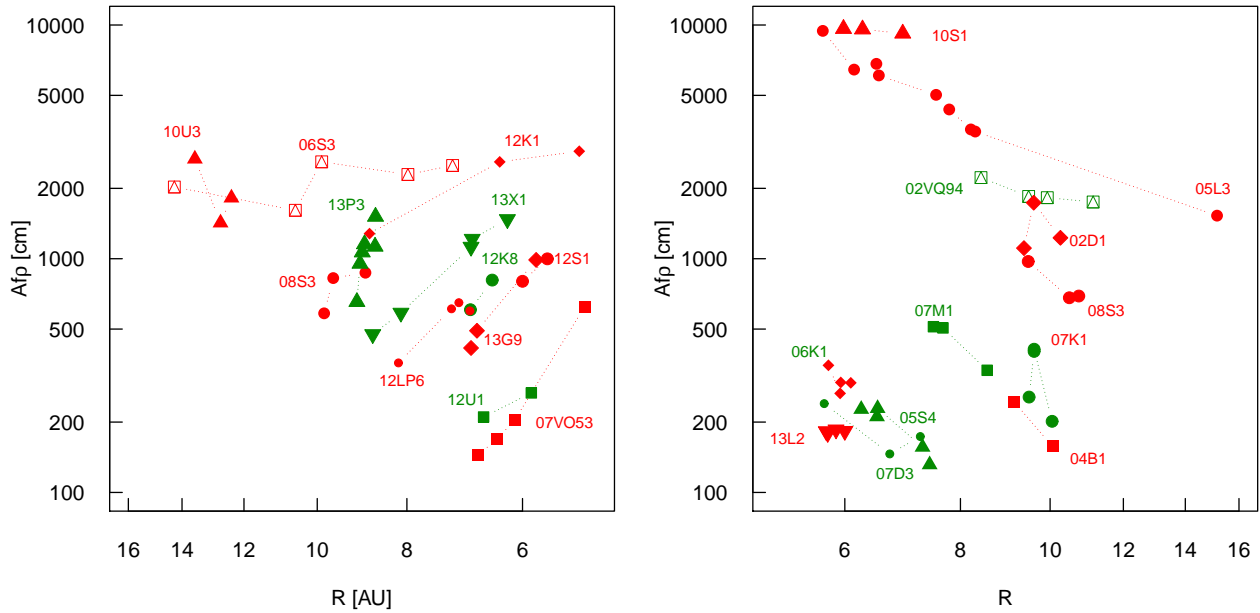 10000
5000
2000
1000
500
200
100
Afρ [cm]
16
14
12
10
8
6
R [AU]
10U3
06S3
12K1
13P3
13X1
08S3
12K8
12S1
13G9
12LP6
12U1
07VO53
10000
5000
2000
1000
500
200
100
Afρ [cm]
6
8
10
12
14
16
R
10S1
02VQ94
05L3
02D1
07M1
08S3
06K1
07K1
05S4
13L2
07D3
04B1